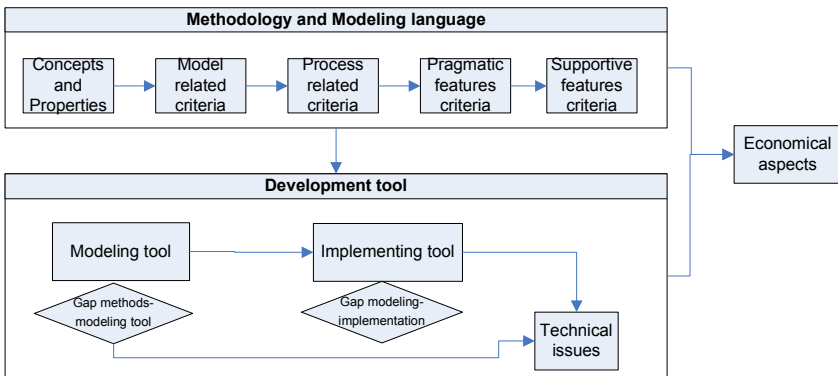 Methodology and Modeling language
Concepts
and
Properties
Model
related
criteria
Process
related
criteria
Pragmatic
features
criteria
Supportive
features
criteria
Economical
aspects
Development tool
Modeling tool
Implementing tool
Gap methods-
modeling tool
Gap modeling-
implementation
Technical
issues